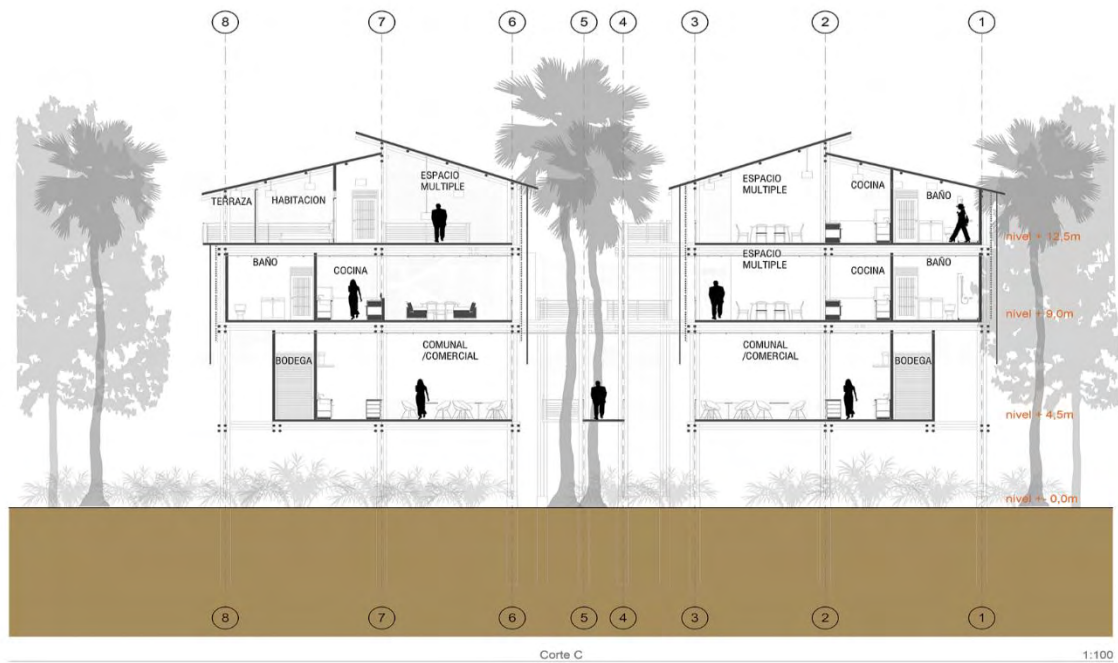 8 7 6 5 4 3 2 1
ESPACIO
MULTIPLE
TERRAZA
HABITACION
ESPACIO
MULTIPLE
COCINA
BAÑO
nivel + 12,5m
BAÑO
COCINA
ESPACIO
MULTIPLE
COCINA
BAÑO
nivel + 9,0m
BODEGA
COMUNAL
/COMERCIAL
COMUNAL
/COMERCIAL
BODEGA
nivel + 4,5m
nivel +- 0,0m
8 7 6 5 4 3 2 1
Corte C
1:100